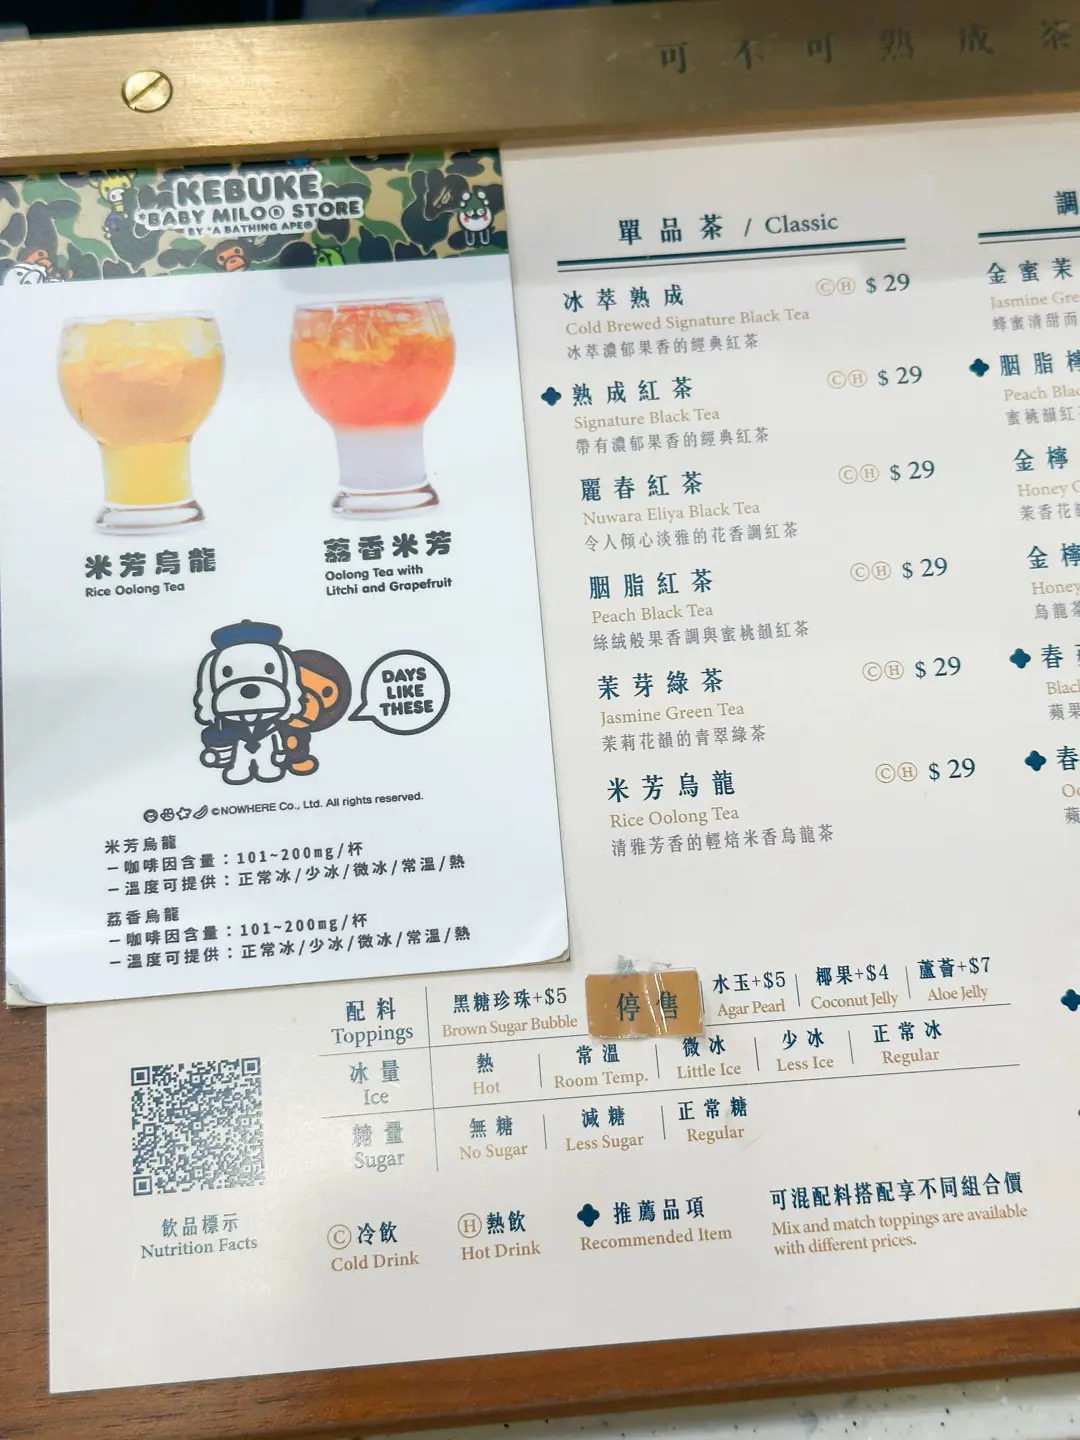 可不可熟成茶
KEBUKE
*BABY MILO® STORE
BY *A BATHING APE®
米芳烏龍
Rice Oolong Tea
荔香米芳
Oolong Tea with
Litchi and Grapefruit
DAYS
LIKE
THESE
©NOWHERE Co., Ltd. All rights reserved.
米芳烏龍
－咖啡因含量：101~200mg/杯
－溫度可提供：正常冰/少冰/微冰/常溫/熱
荔香烏龍
－咖啡因含量：101~200mg/杯
－溫度可提供：正常冰/少冰/微冰/常溫/熱
單品茶 / Classic
冰萃熟成 Ⓒ Ⓗ $ 29
Cold Brewed Signature Black Tea
冰萃濃郁果香的經典紅茶
熟成紅茶 Ⓒ Ⓗ $ 29
Signature Black Tea
帶有濃郁果香的經典紅茶
麗春紅茶 Ⓒ Ⓗ $ 29
Nuwara Eliya Black Tea
令人傾心淡雅的花香調紅茶
胭脂紅茶 Ⓒ Ⓗ $ 29
Peach Black Tea
絲絨般果香調與蜜桃韻紅茶
茉芽綠茶 Ⓒ Ⓗ $ 29
Jasmine Green Tea
茉莉花韻的青翠綠茶
米芳烏龍 Ⓒ Ⓗ $ 29
Rice Oolong Tea
清雅芳香的輕焙米香烏龍茶
調
金蜜茉
Jasmine Gre
蜂蜜清甜而
胭脂檸
Peach Blac
蜜桃韻紅
金檸
Honey
茉香花
金檸
Honey
烏龍茶
春
Blac
蘋果
春
蘋
配料 黑糖珍珠+$5 停售 水玉+$5 椰果+$4 蘆薈+$7
Toppings Brown Sugar Bubble Agar Pearl Coconut Jelly Aloe Jelly
冰量 熱 常溫 微冰 少冰 正常冰
Ice Hot Room Temp. Little Ice Less Ice Regular
糖量 無糖 減糖 正常糖
Sugar No Sugar Less Sugar Regular
飲品標示
Nutrition Facts
Ⓒ 冷飲
Cold Drink
Ⓗ 熱飲
Hot Drink
推薦品項
Recommended Item
可混配料搭配享不同組合價
Mix and match toppings are available
with different prices.